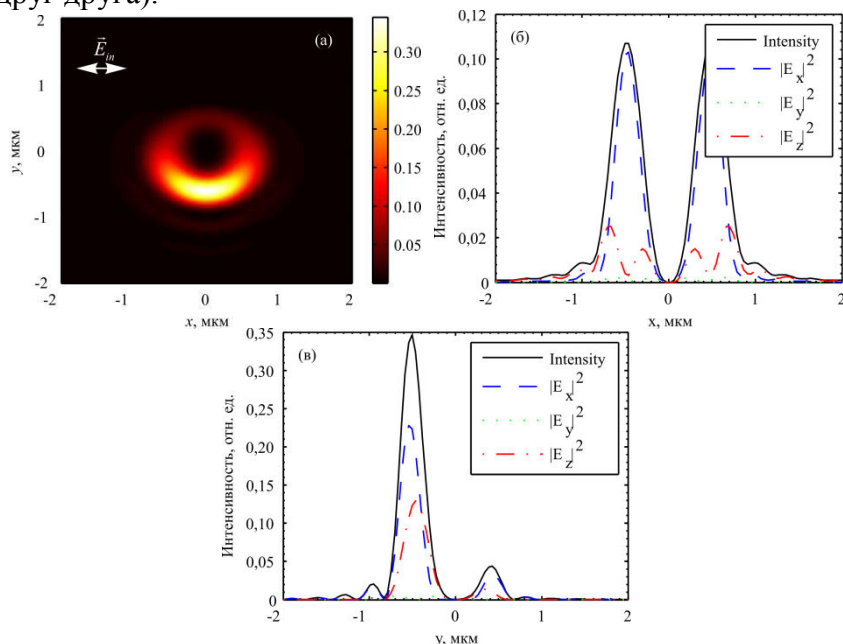 друг друга).
(а)
E⃗in
y, мкм
2
1
0
-1
-2
-2 -1 0 1 2
x, мкм
0.30
0.25
0.20
0.15
0.10
0.05
(б)
Интенсивность, отн. ед.
0,12
0,10
0,08
0,06
0,04
0,02
0
-2 -1 0 1 2
x, мкм
Intensity
|E_x|^2
|E_y|^2
|E_z|^2
(в)
Интенсивность, отн. ед.
0,35
0,30
0,25
0,20
0,15
0,10
0,05
0
-2 -1 0 1 2
y, мкм
Intensity
|E_x|^2
|E_y|^2
|E_z|^2